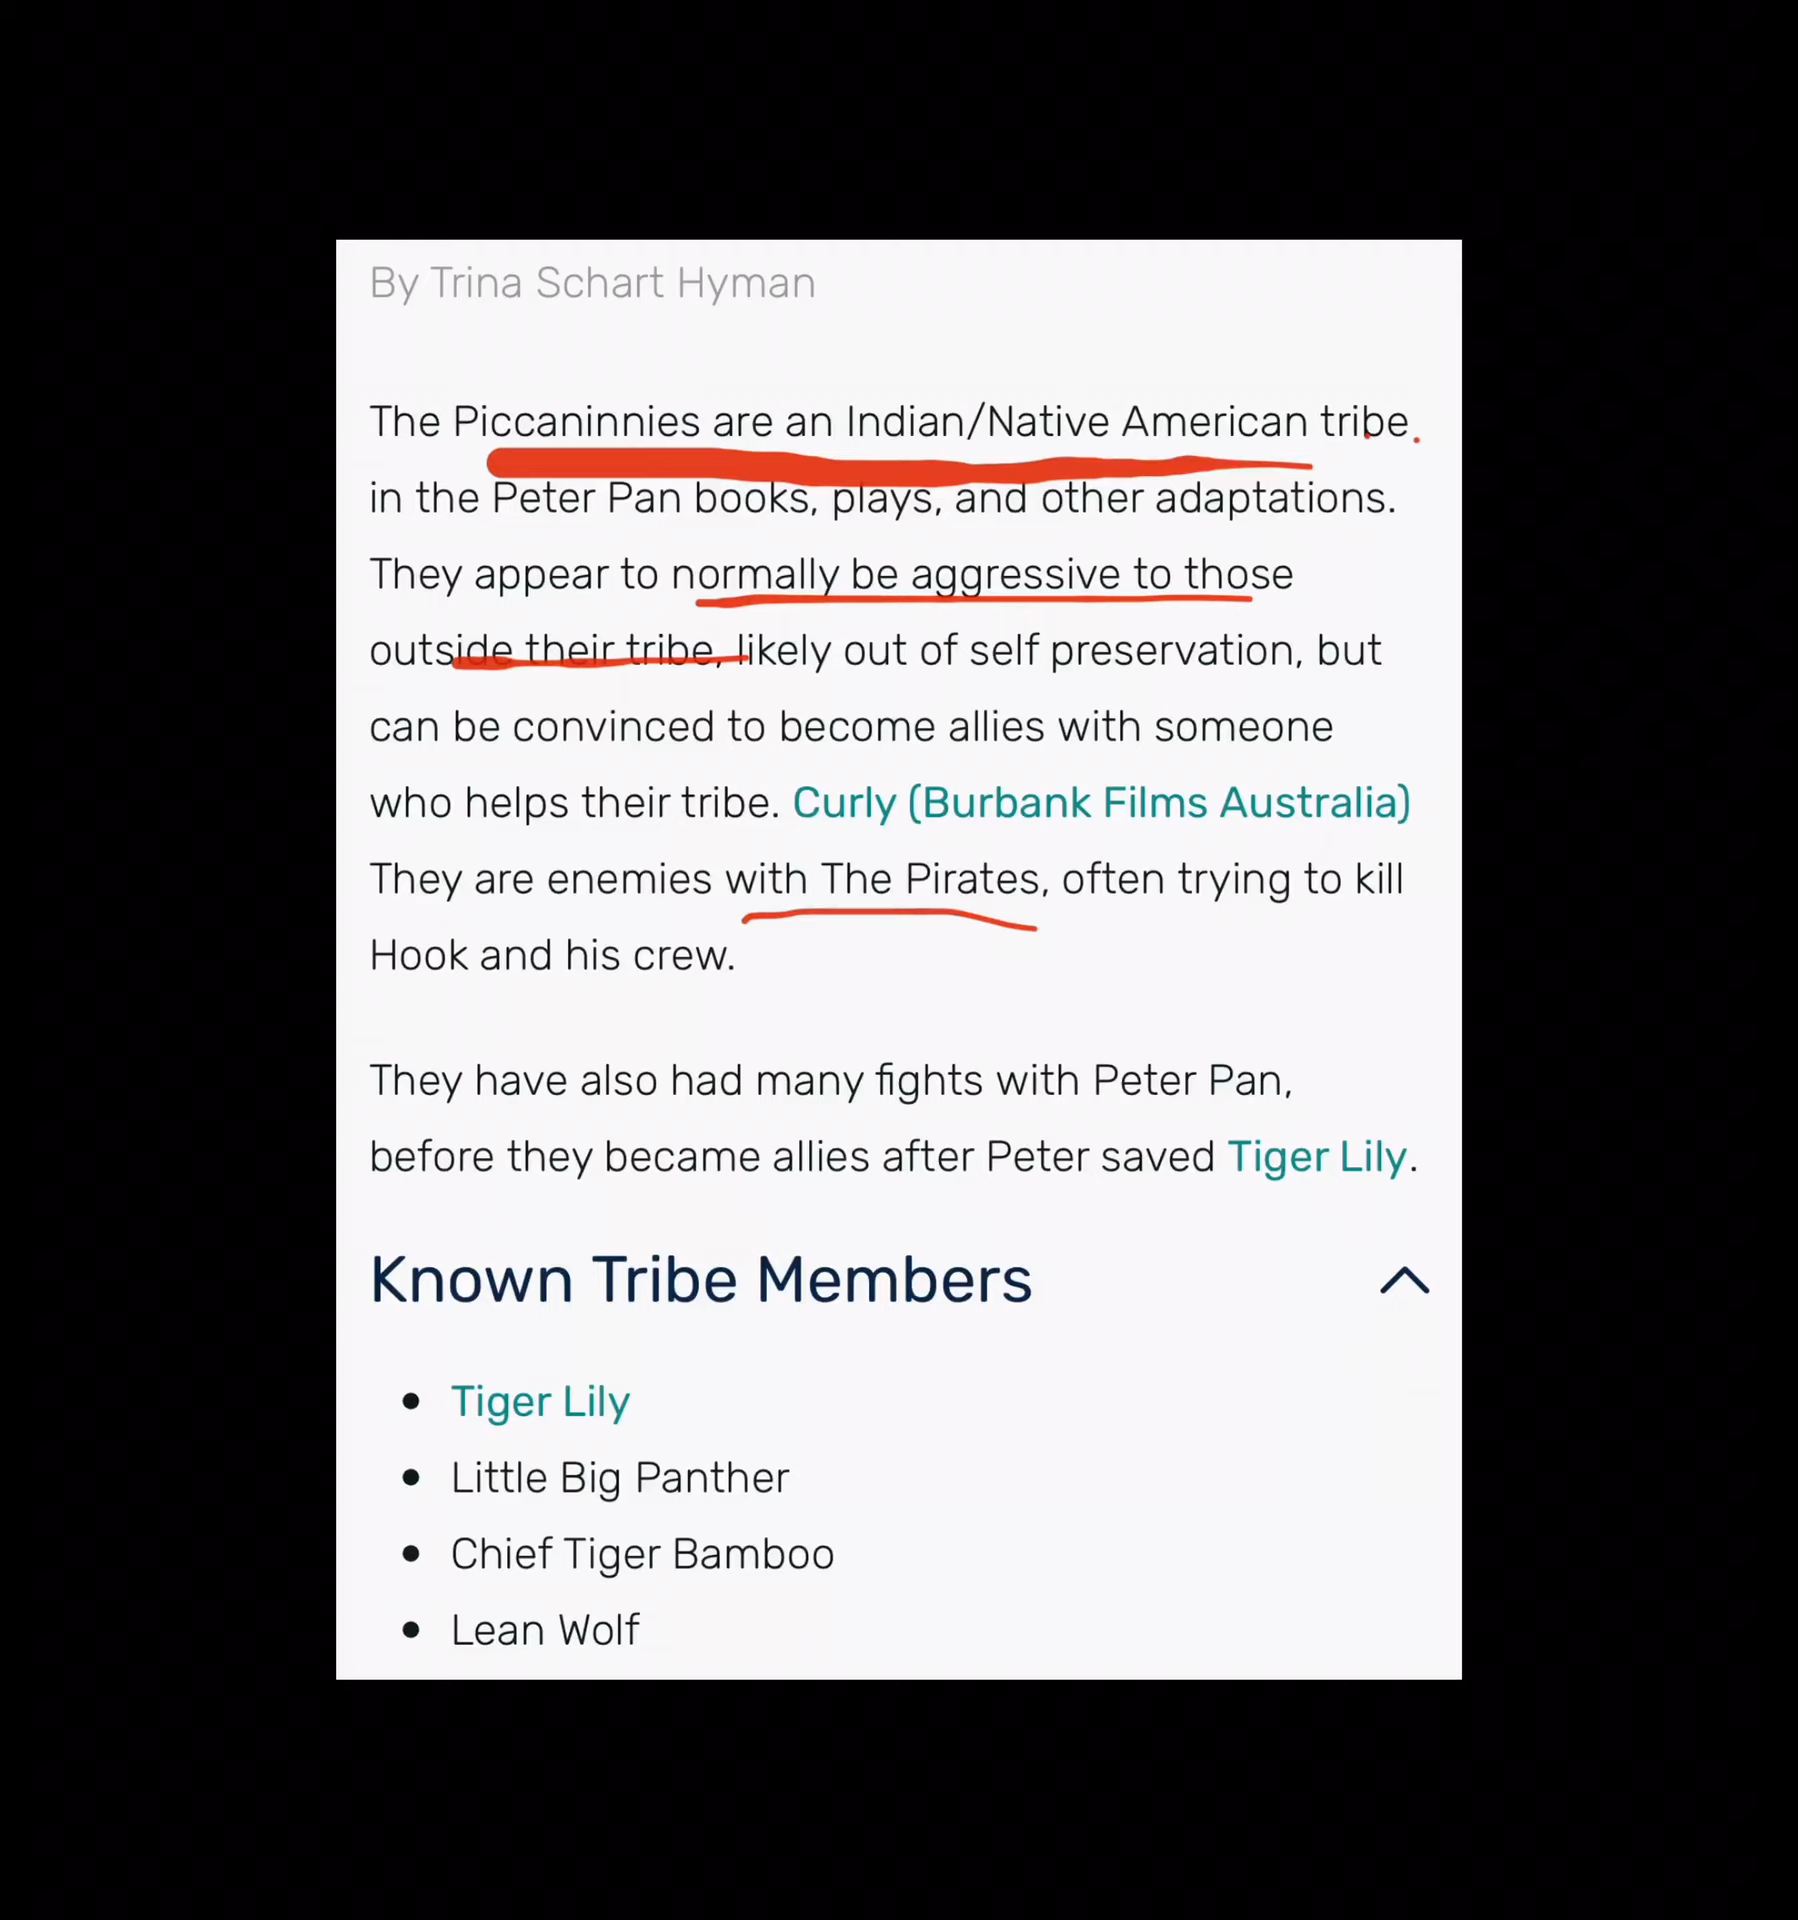 By Trina Schart Hyman
The Piccaninnies are an Indian/Native American tribe
in the Peter Pan books, plays, and other adaptations.
They appear to normally be aggressive to those
outside their tribe, likely out of self preservation, but
can be convinced to become allies with someone
who helps their tribe. Curly (Burbank Films Australia)
They are enemies with The Pirates, often trying to kill
Hook and his crew.
They have also had many fights with Peter Pan,
before they became allies after Peter saved Tiger Lily.
Known Tribe Members
Tiger Lily
Little Big Panther
Chief Tiger Bamboo
Lean Wolf